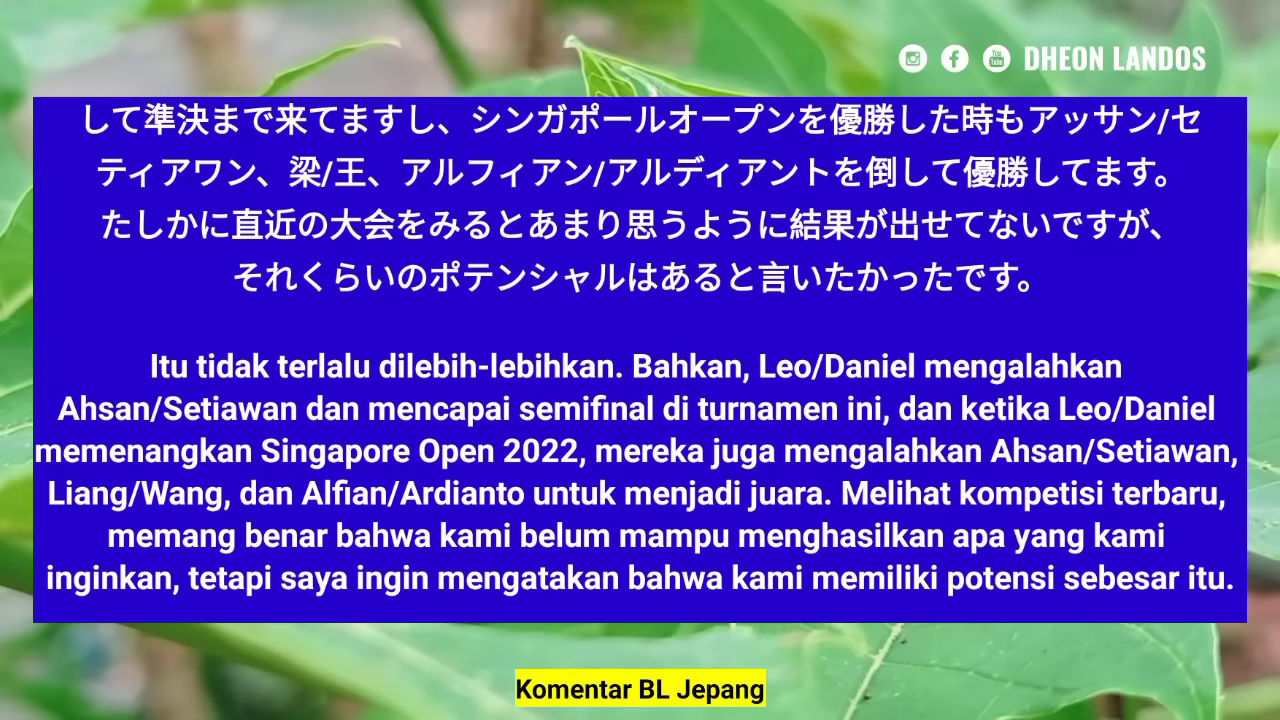 DHEON LANDOS
して準決まで来てますし、シンガポールオープンを優勝した時もアッサン/セ
ティアワン、梁/王、アルフィアン/アルディアントを倒して優勝してます。
たしかに直近の大会をみるとあまり思うように結果が出せてないですが、
それくらいのポテンシャルはあると言いたかったです。
Itu tidak terlalu dilebih-lebihkan. Bahkan, Leo/Daniel mengalahkan
Ahsan/Setiawan dan mencapai semifinal di turnamen ini, dan ketika Leo/Daniel
memenangkan Singapore Open 2022, mereka juga mengalahkan Ahsan/Setiawan,
Liang/Wang, dan Alfian/Ardianto untuk menjadi juara. Melihat kompetisi terbaru,
memang benar bahwa kami belum mampu menghasilkan apa yang kami
inginkan, tetapi saya ingin mengatakan bahwa kami memiliki potensi sebesar itu.
Komentar BL Jepang